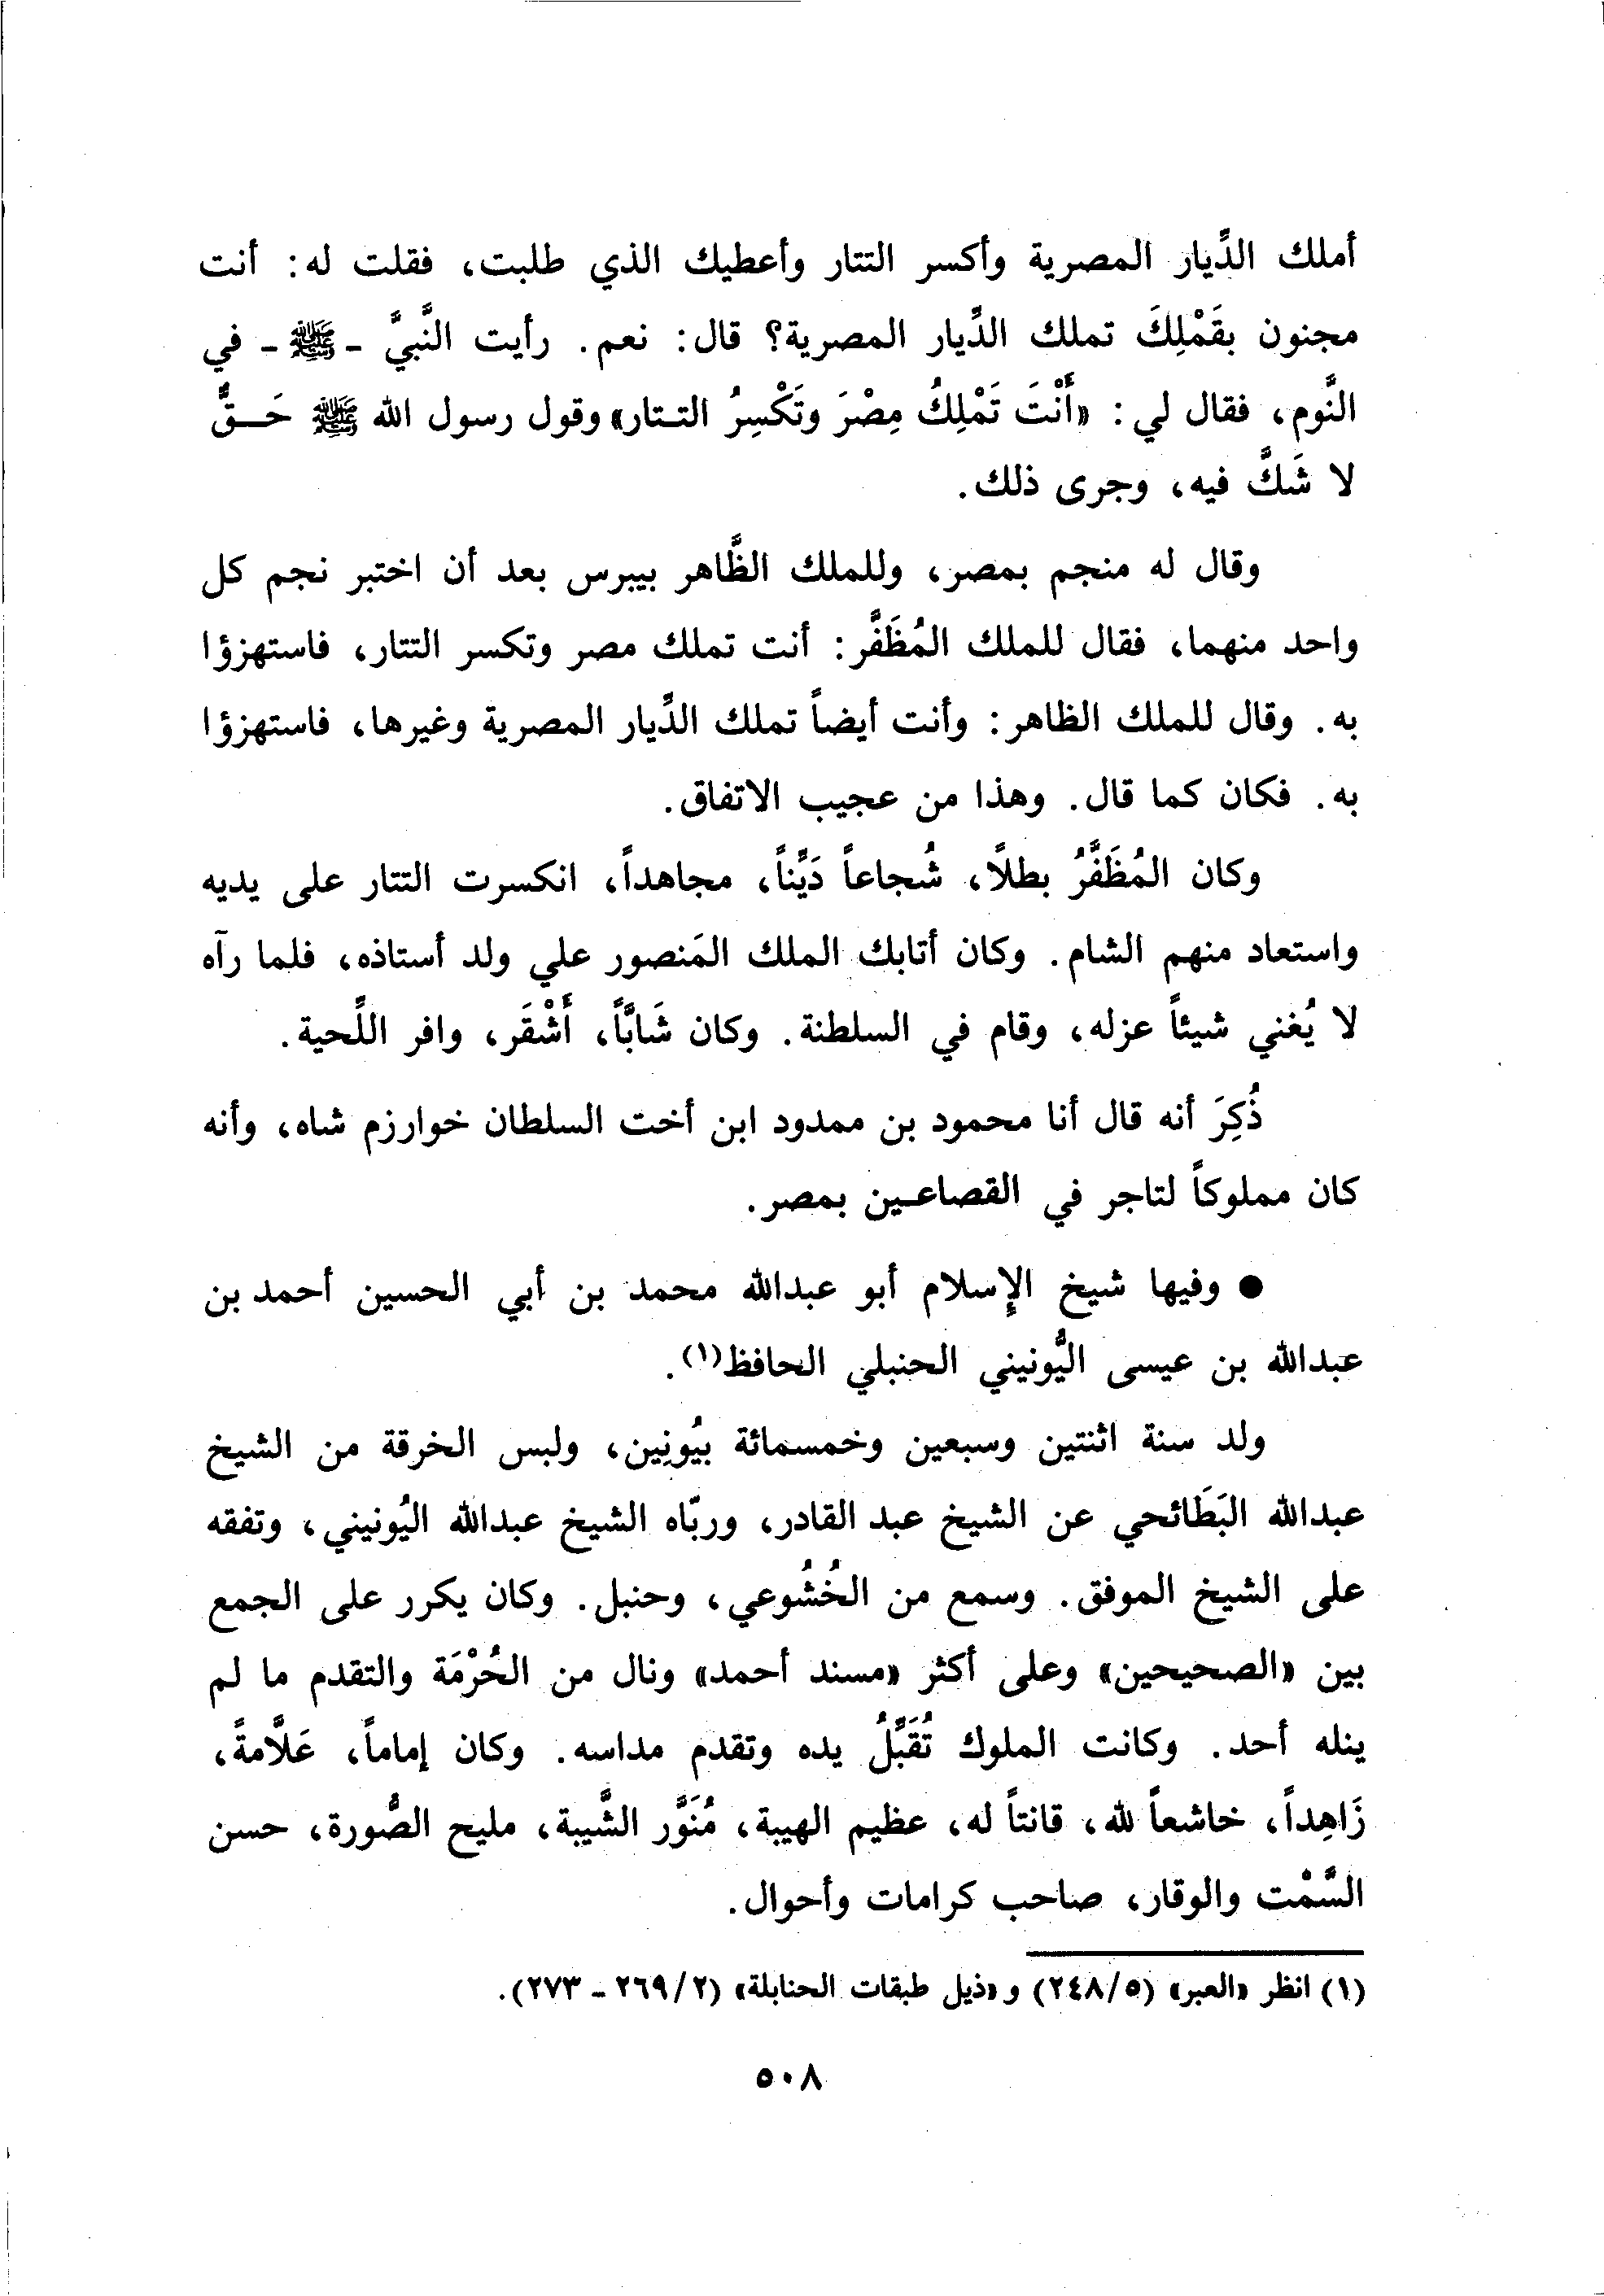 أملك الدِّيار المصرية وأكسر التتار وأعطيك الذي طلبت، فقلت له: أنت
مجنون بقَمْلِكَ تملك الدِّيار المصرية؟ قال: نعم. رأيت النَّبيَّ - ﷺ - في
النَّوم، فقال لي: «أَنْتَ تَمْلِكُ مِصْرَ وتَكْسِرُ التـتار» وقول رسول الله ﷺ حَــقٌّ
لا شَكَّ فيه، وجرى ذلك.
وقال له منجم بمصر، وللملك الظَّاهر بيبرس بعد أن اختبر نجم كل
واحد منهما، فقال للملك المُظَفَّر: أنت تملك مصر وتكسر التتار، فاستهزؤا
به. وقال للملك الظاهر: وأنت أيضاً تملك الدِّيار المصرية وغيرها، فاستهزؤا
به. فكان كما قال. وهذا من عجيب الاتفاق.
وكان المُظَفَّرُ بطلاً، شُجاعاً دَيِّناً، مجاهداً، انكسرت التتار على يديه
واستعاد منهم الشام. وكان أتابك الملك المَنصور علي ولد أستاذه، فلما رآه
لا يُغني شيئاً عزله، وقام في السلطنة. وكان شَابَّاً، أَشْقَر، وافر اللِّحية.
ذُكِرَ أنه قال أنا محمود بن ممدود ابن أخت السلطان خوارزم شاه، وأنه
كان مملوكاً لتاجر في القصاعـين بمصر.
● وفيها شيخ الإِسلام أبو عبدالله محمد بن أبي الحسين أحمد بن
عبدالله بن عيسى اليُّونيني الحنبلي الحافظ(١).
ولد سنة اثنتين وسبعين وخمسمائة بيُونِين، ولبس الخرقة من الشيخ
عبدالله البَطَائحي عن الشيخ عبد القادر، وربّاه الشيخ عبدالله اليُونيني، وتفقه
على الشيخ الموفق. وسمع من الخُشُوعي، وحنبل. وكان يكرر على الجمع
بين «الصحيحين» وعلى أكثر «مسند أحمد» ونال من الحُرْمَة والتقدم ما لم
ينله أحد. وكانت الملوك تُقَبِّلُ يده وتقدم مداسه. وكان إماماً، عَلَّامةً،
زَاهِداً، خاشعاً لله، قانتاً له، عظيم الهيبة، مُنَوَّر الشَّيبة، مليح الصُّورة، حسن
السَّمْت والوقار، صاحب كرامات وأحوال.
(١) انظر «العبر» (٢٤٨/٥) و«ذيل طبقات الحنابلة» (٢٦٩/٢ - ٢٧٣).
٥٠٨